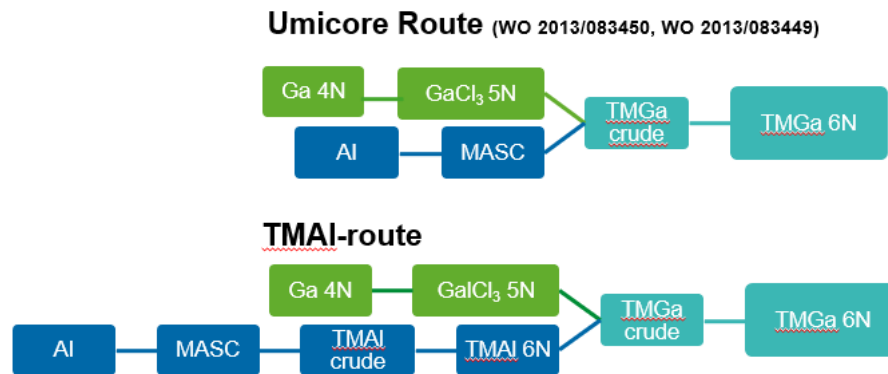 Umicore Route (WO 2013/083450, WO 2013/083449)
Ga 4N
GaCl₃ 5N
TMGa
crude
TMGa 6N
Al
MASC
TMAl-route
Ga 4N
GalCl₃ 5N
TMGa
crude
TMGa 6N
Al
MASC
TMAl
crude
TMAl 6N